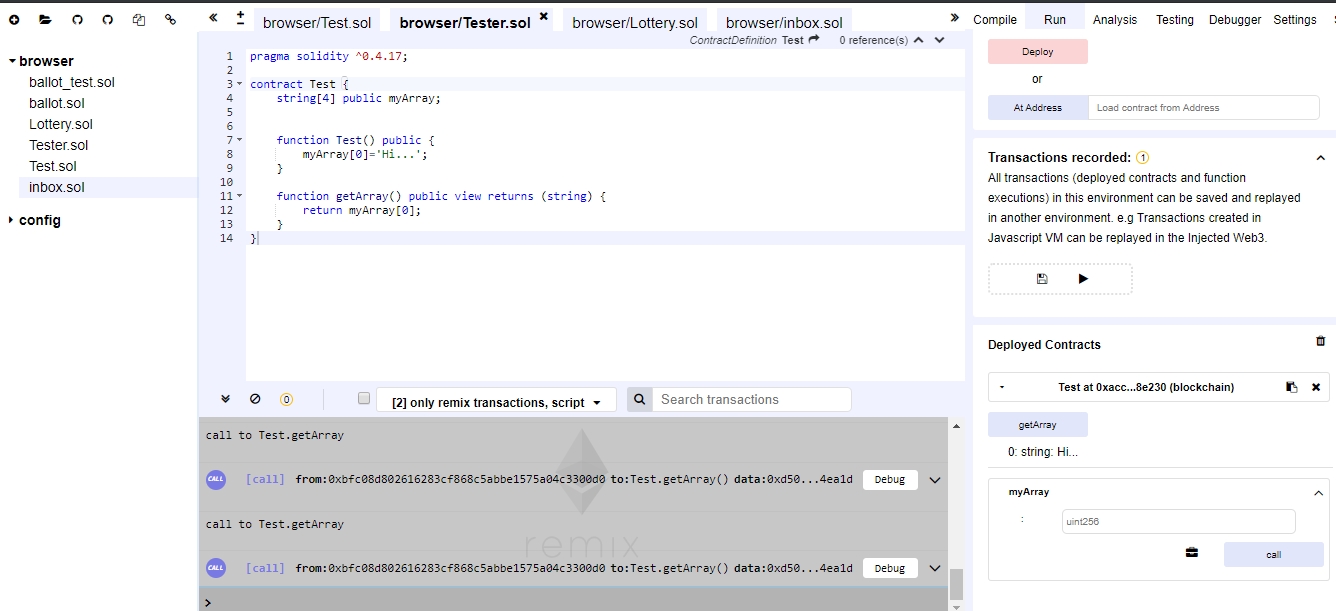 browser/Test.sol
browser/Tester.sol
browser/Lottery.sol
browser/inbox.sol
Compile
Run
Analysis
Testing
Debugger
Settings
ContractDefinition Test
0 reference(s)
browser
ballot_test.sol
ballot.sol
Lottery.sol
Tester.sol
Test.sol
inbox.sol
config
1 pragma solidity ^0.4.17;
2
3 contract Test {
4 string[4] public myArray;
5
6
7 function Test() public {
8 myArray[0]='Hi...';
9 }
10
11 function getArray() public view returns (string) {
12 return myArray[0];
13 }
14 }
0
[2] only remix transactions, script
Search transactions
call to Test.getArray
CALL [call] from:0xbfc08d802616283cf868c5abbe1575a04c3300d0 to:Test.getArray() data:0xd50...4ea1d Debug
call to Test.getArray
remix
CALL [call] from:0xbfc08d802616283cf868c5abbe1575a04c3300d0 to:Test.getArray() data:0xd50...4ea1d Debug
>
Deploy
or
At Address
Load contract from Address
Transactions recorded: 1
All transactions (deployed contracts and function
executions) in this environment can be saved and replayed
in another environment. e.g Transactions created in
Javascript VM can be replayed in the Injected Web3.
Deployed Contracts
Test at 0xacc...8e230 (blockchain)
getArray
0: string: Hi...
myArray
: uint256
call